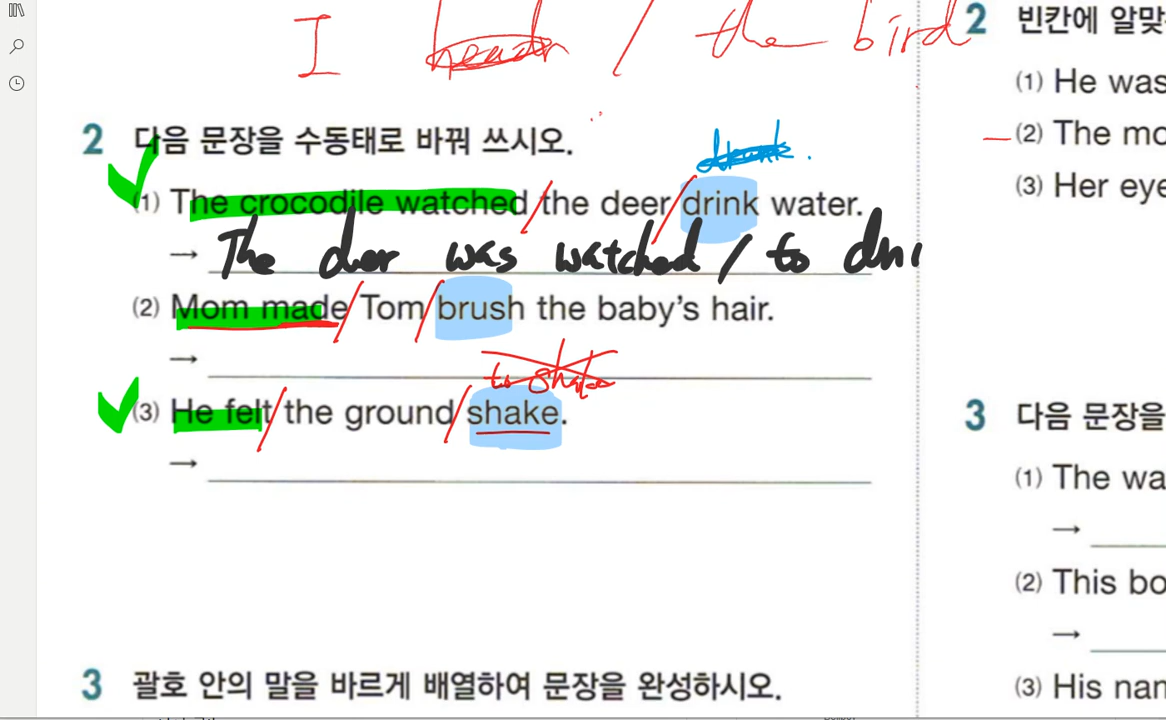 I / the bird
2 다음 문장을 수동태로 바꿔 쓰시오.
(1) The crocodile watched / the deer / drink water.
→ The deer was watched / to
(2) Mom made / Tom / brush the baby's hair.
→
to shake
(3) He felt / the ground / shake.
→
3 괄호 안의 말을 바르게 배열하여 문장을 완성하시오.
2 빈칸에 알맞
(1) He was
(2) The mo
(3) Her eye
3 다음 문장을
(1) The wa
→
(2) This bo
→
(3) His nan